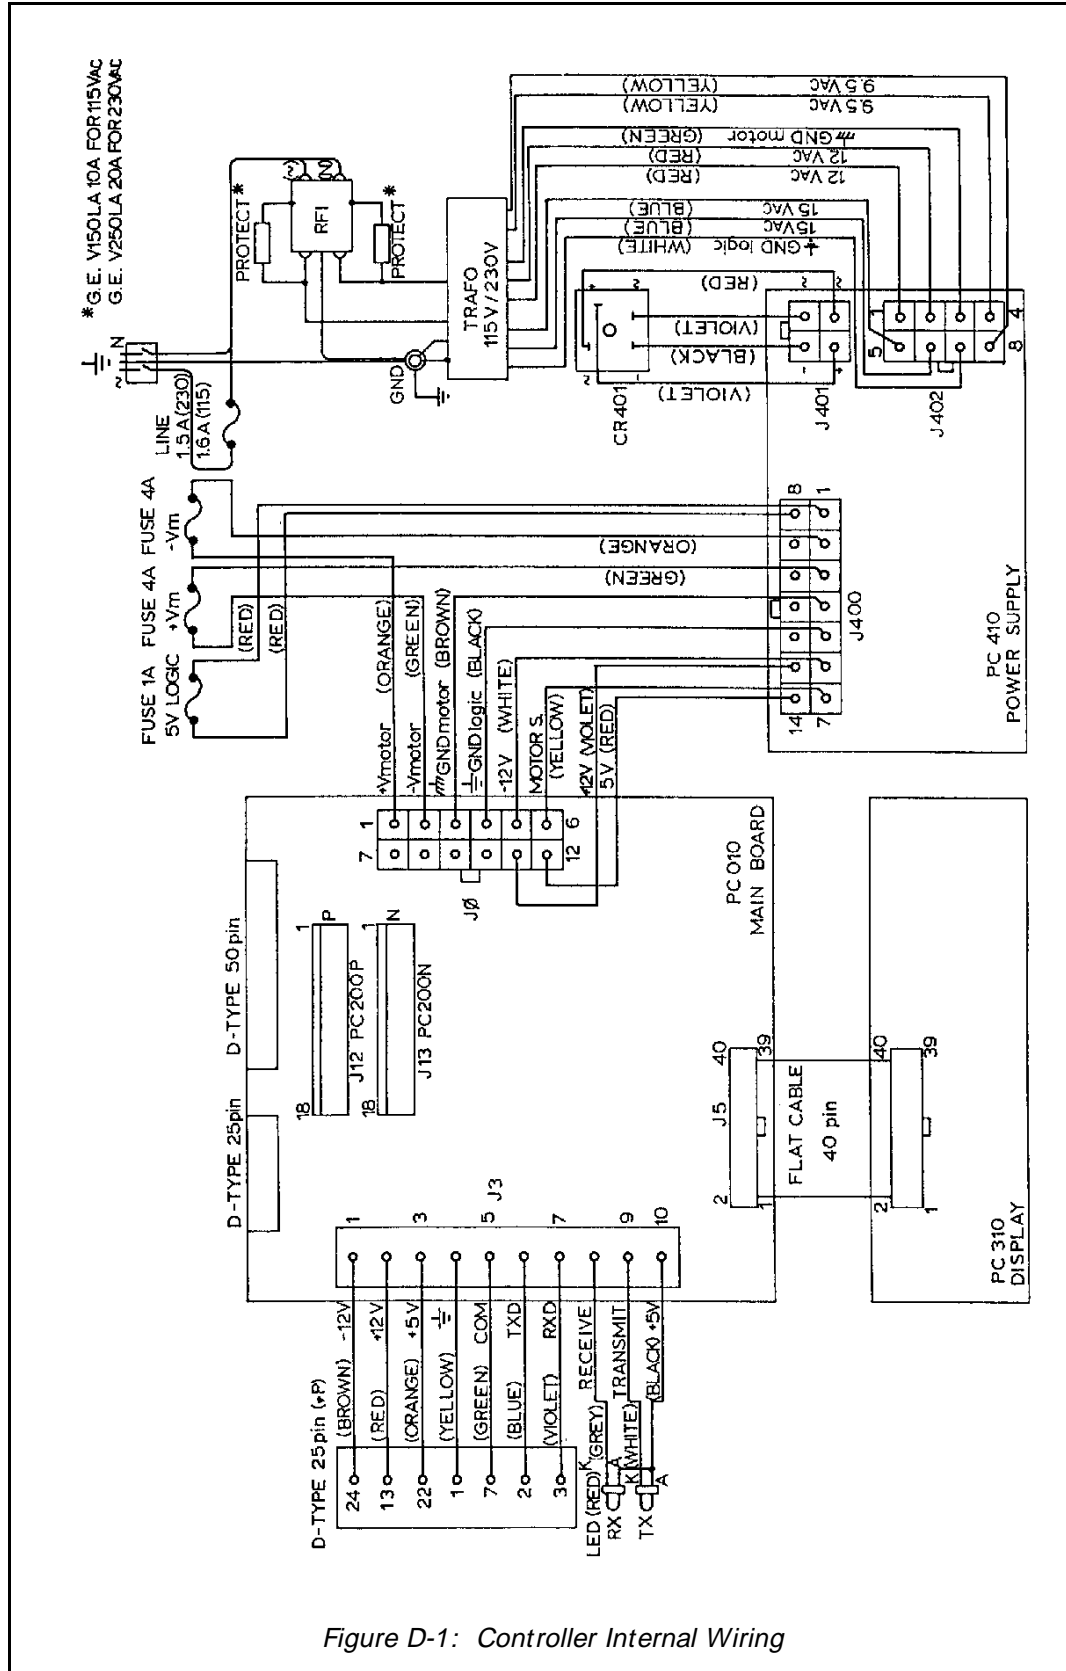 *G.E. V150LA 10A FOR 115VAC
G.E. V250LA 20A FOR 230VAC
N
~
LINE
1.5A (230)
1.6A (115)
PROTECT*
RFI
PROTECT*
GND
TRAFO
115V/230V
9.5 VAC (YELLOW)
9.5 VAC (YELLOW)
GND motor (GREEN)
12 VAC (RED)
12 VAC (RED)
15 VAC (BLUE)
15 VAC (BLUE)
GND logic (WHITE)
(RED)
(VIOLET)
(BLACK)
(VIOLET)
CR401
J401
J402
1
4
5
8
FUSE 4A
-Vm
FUSE 4A
+Vm
FUSE 1A
5V LOGIC
(RED)
(RED)
(ORANGE)
(GREEN)
8
1
14
7
J400
PC 410
POWER SUPPLY
+Vmotor (ORANGE)
-Vmotor (GREEN)
GNDmotor (BROWN)
GNDlogic (BLACK)
-12V (WHITE)
MOTOR S.
(YELLOW)
+12V (VIOLET)
5V (RED)
7
1
12
6
JØ
PC 010
MAIN BOARD
D-TYPE 50pin
D-TYPE 25pin
1
P
18
J12 PC200P
1
N
18
J13 PC200N
J3
1
3
5
7
9
10
J5
40
39
2
1
FLAT CABLE
40 pin
40
39
2
1
PC 310
DISPLAY
D-TYPE 25pin (+P)
24 (BROWN) -12V
13 (RED) +12V
22 (ORANGE) +5V
1 (YELLOW)
7 (GREEN) COM
2 (BLUE) TXD
3 (VIOLET) RXD
LED (RED) K (GREY) RECEIVE
RX A
K (WHITE) TRANSMIT
TX A (BLACK) +5V
Figure D-1: Controller Internal Wiring